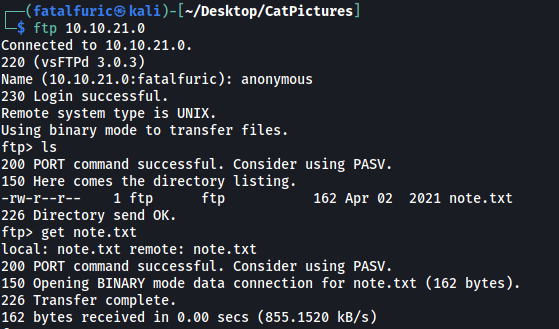 ┌──(fatalfuric㉿kali)-[~/Desktop/CatPictures]
└─$ ftp 10.10.21.0
Connected to 10.10.21.0.
220 (vsFTPd 3.0.3)
Name (10.10.21.0:fatalfuric): anonymous
230 Login successful.
Remote system type is UNIX.
Using binary mode to transfer files.
ftp> ls
200 PORT command successful. Consider using PASV.
150 Here comes the directory listing.
-rw-r--r--    1 ftp      ftp           162 Apr 02  2021 note.txt
226 Directory send OK.
ftp> get note.txt
local: note.txt remote: note.txt
200 PORT command successful. Consider using PASV.
150 Opening BINARY mode data connection for note.txt (162 bytes).
226 Transfer complete.
162 bytes received in 0.00 secs (855.1520 kB/s)